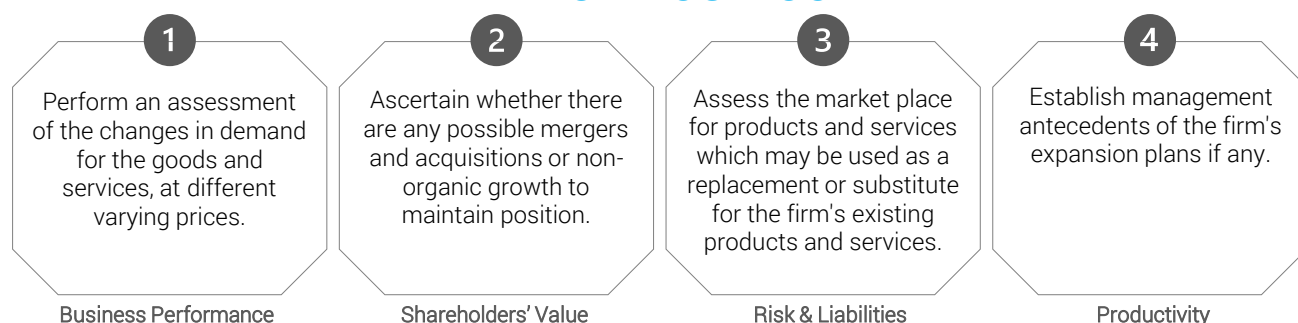 1
Perform an assessment
of the changes in demand
for the goods and
services, at different
varying prices.
Business Performance
2
Ascertain whether there
are any possible mergers
and acquisitions or non-
organic growth to
maintain position.
Shareholders' Value
3
Assess the market place
for products and services
which may be used as a
replacement or substitute
for the firm's existing
products and services.
Risk & Liabilities
4
Establish management
antecedents of the firm's
expansion plans if any.
Productivity